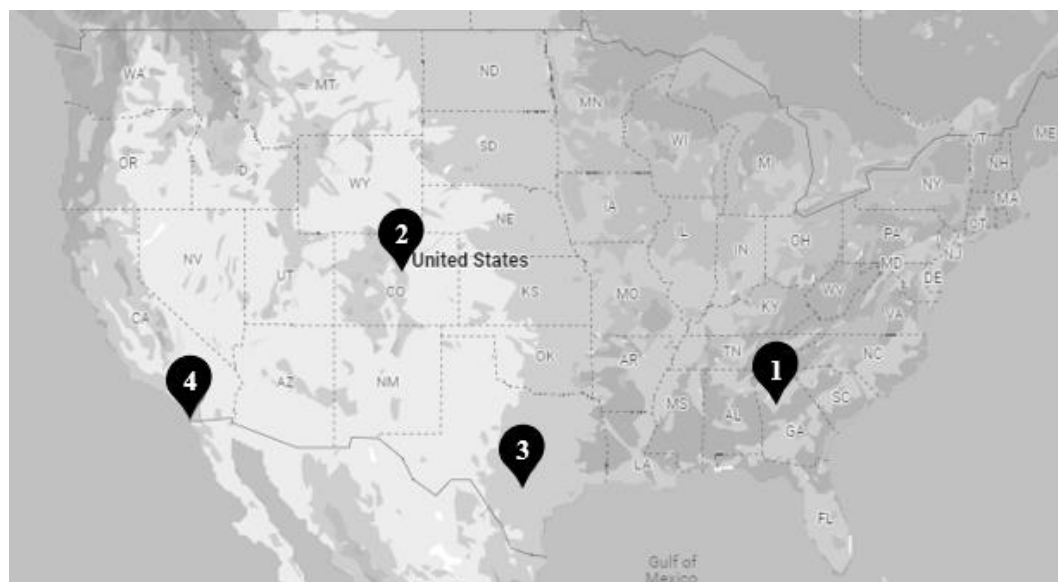 WA
MT
ND
MN
OR
ID
SD
WI
MI
VT
ME
NH
NY
MA
CT
WY
IA
NE
PA
NJ
2
United States
IL
IN
OH
MD
DE
NV
UT
CO
KS
MO
WV
VA
KY
CA
4
AZ
NM
OK
AR
TN
1
NC
SC
MS
AL
GA
3
LA
FL
Gulf of
Mexico